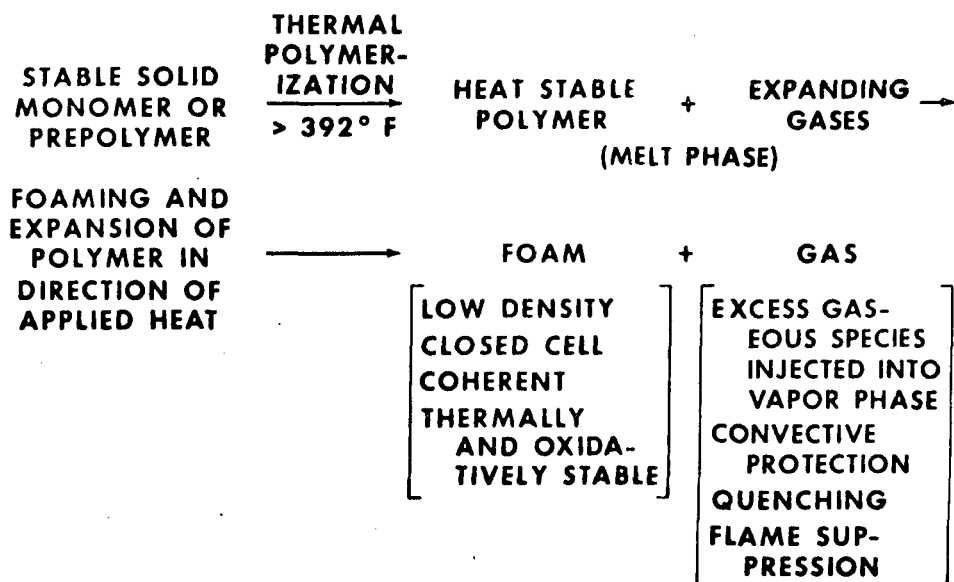 THERMAL
POLYMER-
IZATION
> 392° F
STABLE SOLID
MONOMER OR
PREPOLYMER
HEAT STABLE
POLYMER
+
EXPANDING
GASES
(MELT PHASE)
FOAMING AND
EXPANSION OF
POLYMER IN
DIRECTION OF
APPLIED HEAT
FOAM + GAS
LOW DENSITY
CLOSED CELL
COHERENT
THERMALLY
AND OXIDA-
TIVELY STABLE
EXCESS GAS-
EOUS SPECIES
INJECTED INTO
VAPOR PHASE
CONVECTIVE
PROTECTION
QUENCHING
FLAME SUP-
PRESSION